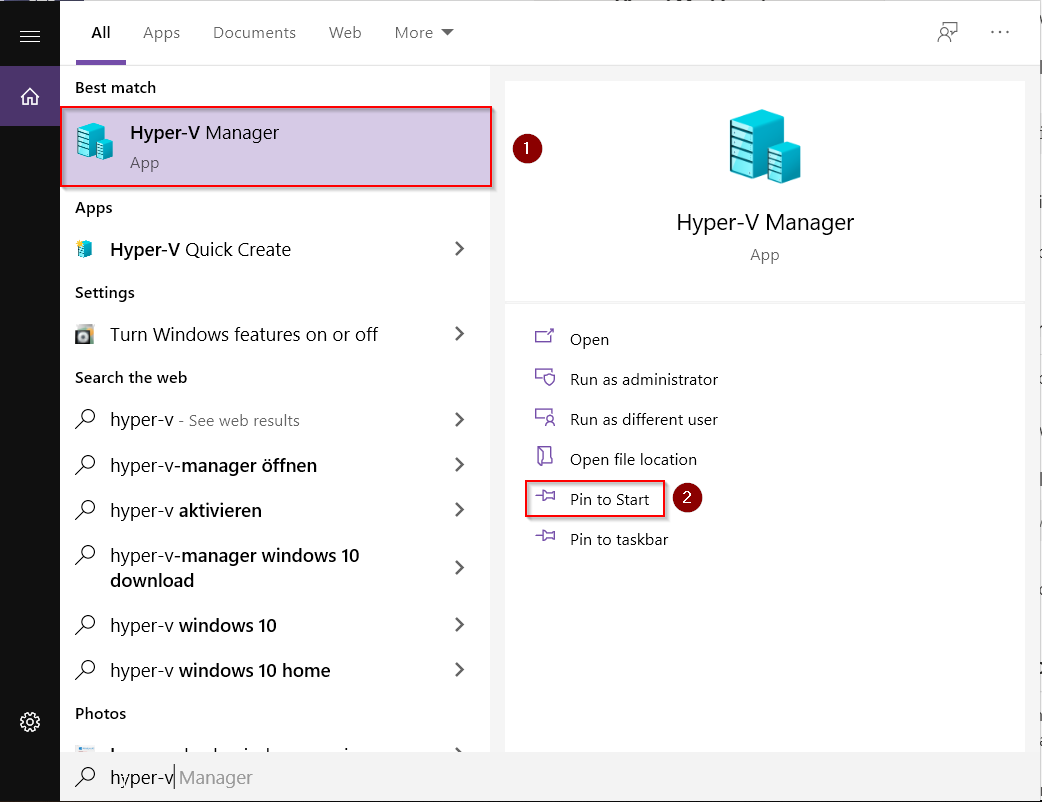 All Apps Documents Web More
Best match
Hyper-V Manager
App
Apps
Hyper-V Quick Create
Settings
Turn Windows features on or off
Search the web
hyper-v - See web results
hyper-v-manager öffnen
hyper-v aktivieren
hyper-v-manager windows 10
download
hyper-v windows 10
hyper-v windows 10 home
Photos
hyper-v Manager
1
Hyper-V Manager
App
Open
Run as administrator
Run as different user
Open file location
Pin to Start
2
Pin to taskbar